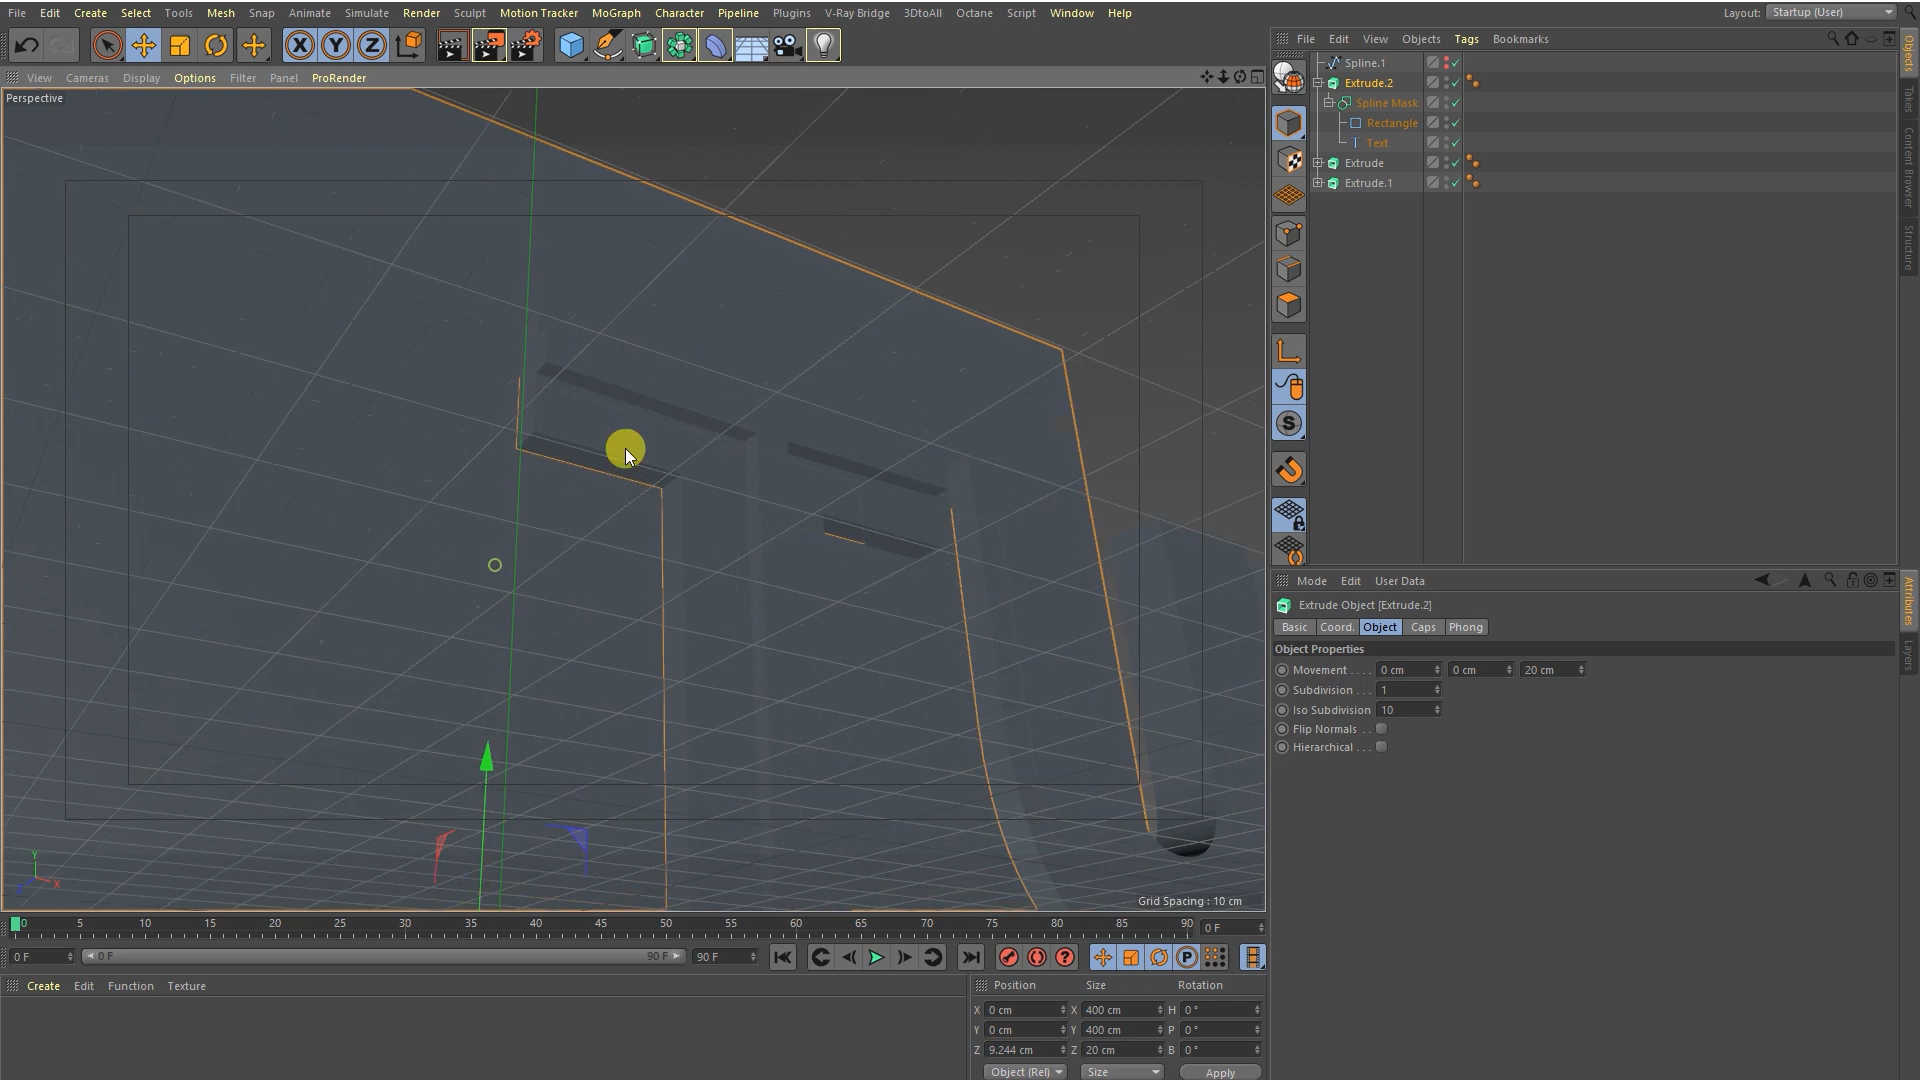 File Edit Create Select Tools Mesh Snap Animate Simulate Render Sculpt Motion Tracker MoGraph Character Pipeline Plugins V-Ray Bridge 3DtoAll Octane Script Window Help Layout: Startup (User)
File Edit View Objects Tags Bookmarks
View Cameras Display Options Filter Panel ProRender
Perspective
Spline.1
Extrude.2
Spline Mask
Rectangle
Text
Extrude
Extrude.1
Objects
Takes
Content Browser
Structure
Mode Edit User Data
Extrude Object [Extrude.2]
Basic Coord. Object Caps Phong
Object Properties
Movement . . . . 0 cm 0 cm 20 cm
Subdivision . . . 1
Iso Subdivision 10
Flip Normals . .
Hierarchical . . .
Attributes
Layers
Y
X
Z
Grid Spacing : 10 cm
0 5 10 15 20 25 30 35 40 45 50 55 60 65 70 75 80 85 90 0 F
0 F 0 F 90 F 90 F
Create Edit Function Texture
Position Size Rotation
X 0 cm X 400 cm H 0 °
Y 0 cm Y 400 cm P 0 °
Z 9.244 cm Z 20 cm B 0 °
Object (Rel) Size Apply